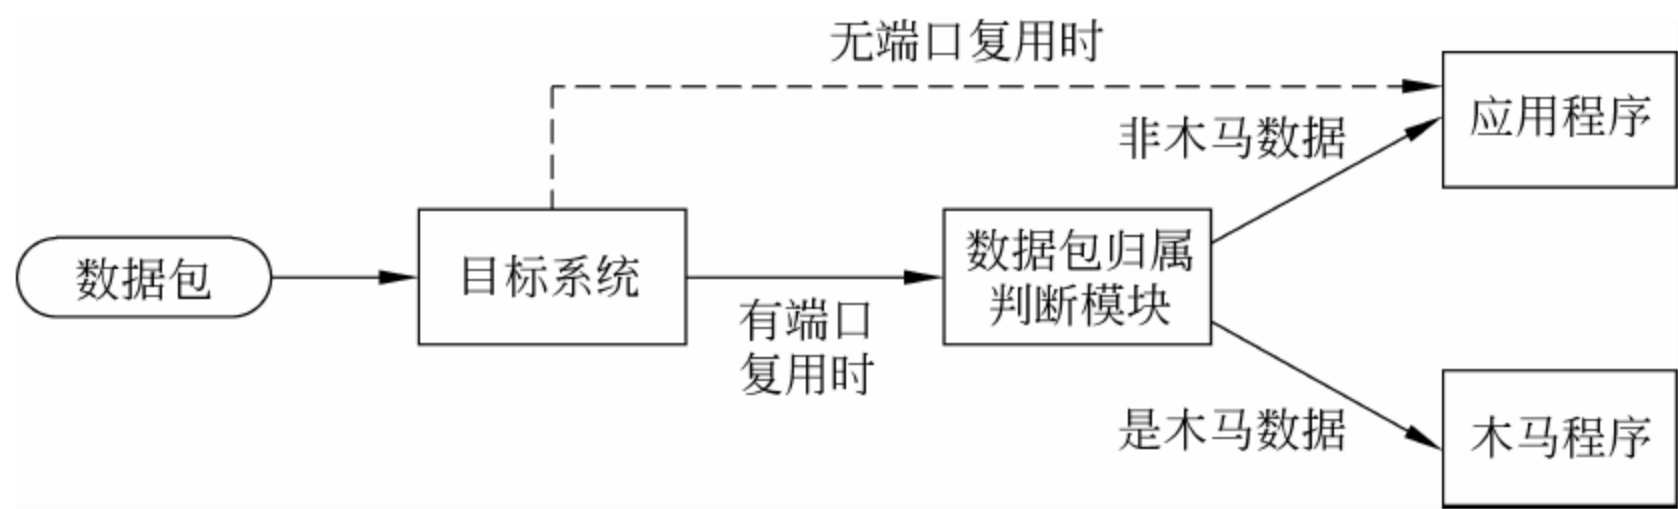 无端口复用时
应用程序
非木马数据
数据包
目标系统
有端口
复用时
数据包归属
判断模块
是木马数据
木马程序